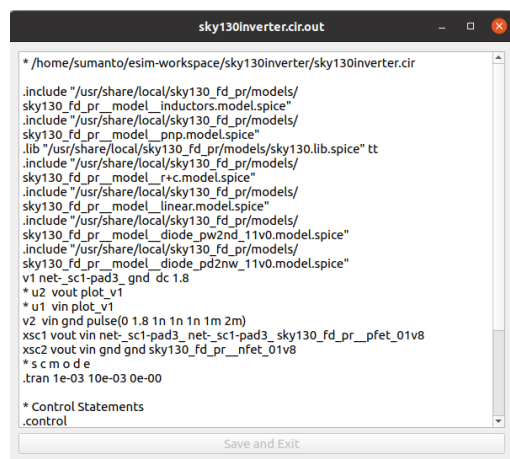 sky130inverter.cir.out
* /home/sumanto/esim-workspace/sky130inverter/sky130inverter.cir
.include "/usr/share/local/sky130_fd_pr/models/
sky130_fd_pr__model__inductors.model.spice"
.include "/usr/share/local/sky130_fd_pr/models/
sky130_fd_pr__model__pnp.model.spice"
.lib "/usr/share/local/sky130_fd_pr/models/sky130.lib.spice" tt
.include "/usr/share/local/sky130_fd_pr/models/
sky130_fd_pr__model__r+c.model.spice"
.include "/usr/share/local/sky130_fd_pr/models/
sky130_fd_pr__model__linear.model.spice"
.include "/usr/share/local/sky130_fd_pr/models/
sky130_fd_pr__model__diode_pw2nd_11v0.model.spice"
.include "/usr/share/local/sky130_fd_pr/models/
sky130_fd_pr__model__diode_pd2nw_11v0.model.spice"
v1 net-_sc1-pad3_ gnd  dc 1.8
* u2  vout plot_v1
* u1  vin plot_v1
v2  vin gnd pulse(0 1.8 1n 1n 1n 1m 2m)
xsc1 vout vin net-_sc1-pad3_ net-_sc1-pad3_ sky130_fd_pr__pfet_01v8
xsc2 vout vin gnd gnd sky130_fd_pr__nfet_01v8
* s c m o d e
.tran 1e-03 10e-03 0e-00
* Control Statements
.control
Save and Exit